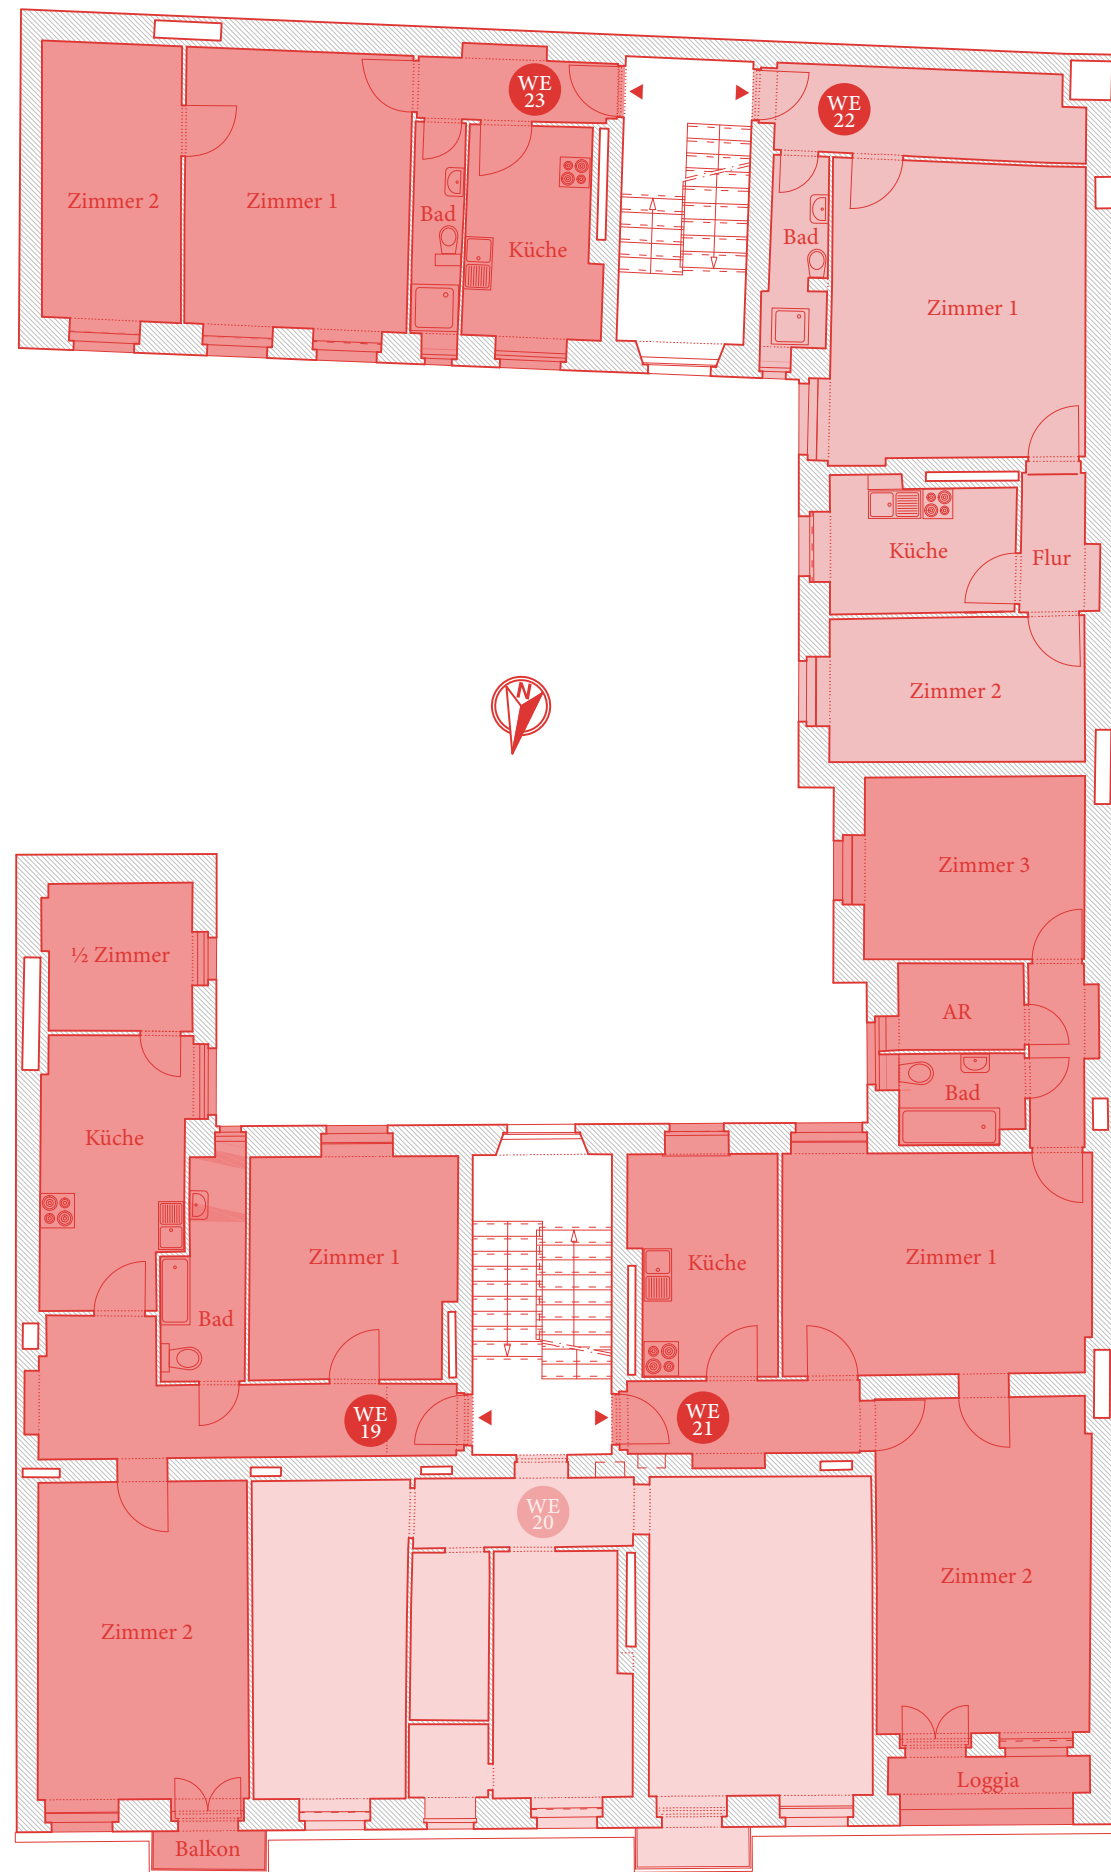 WE
23
WE
22
Zimmer 2
Zimmer 1
Bad
Küche
Bad
Zimmer 1
Küche
Flur
Zimmer 2
N
Zimmer 3
½ Zimmer
AR
Bad
Küche
Zimmer 1
Küche
Zimmer 1
Bad
WE
19
WE
21
WE
20
Zimmer 2
Zimmer 2
Loggia
Balkon